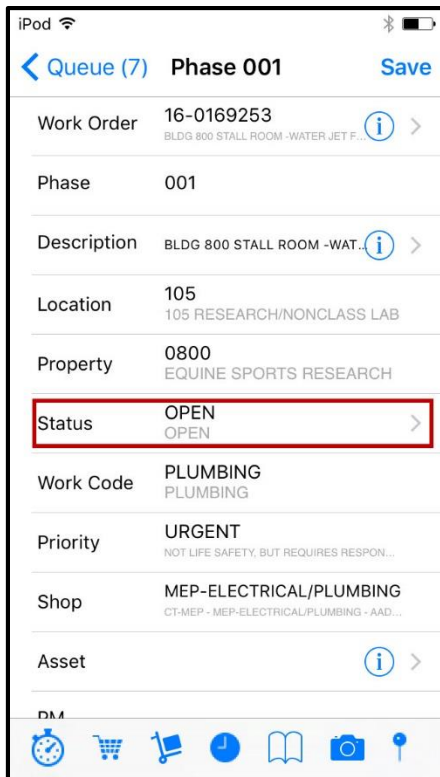 iPod
Queue (7) Phase 001 Save
Work Order 16-0169253
BLDG 800 STALL ROOM -WATER JET F...
Phase 001
Description BLDG 800 STALL ROOM -WAT...
Location 105
105 RESEARCH/NONCLASS LAB
Property 0800
EQUINE SPORTS RESEARCH
Status OPEN
OPEN
Work Code PLUMBING
PLUMBING
Priority URGENT
NOT LIFE SAFETY, BUT REQUIRES RESPON...
Shop MEP-ELECTRICAL/PLUMBING
CT-MEP - MEP-ELECTRICAL/PLUMBING - AAD...
Asset
PM